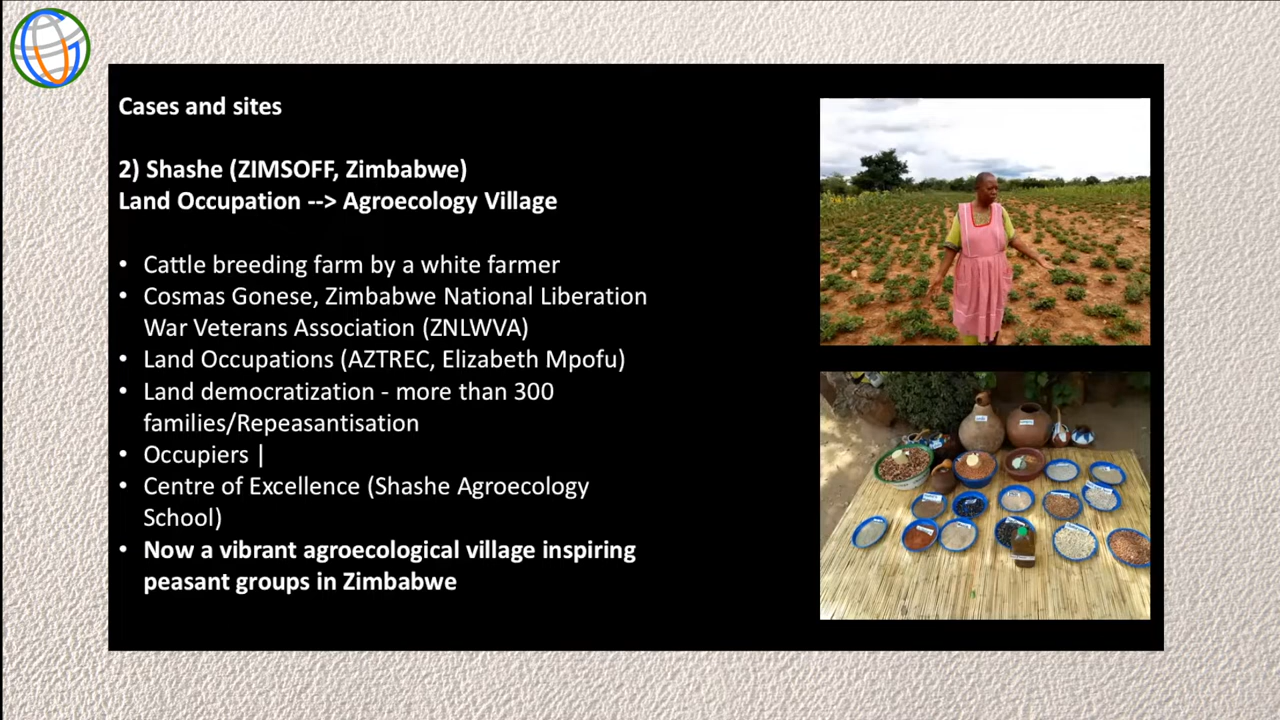 Cases and sites
2) Shashe (ZIMSOFF, Zimbabwe)
Land Occupation --> Agroecology Village
• Cattle breeding farm by a white farmer
• Cosmas Gonese, Zimbabwe National Liberation
War Veterans Association (ZNLWVA)
• Land Occupations (AZTREC, Elizabeth Mpofu)
• Land democratization - more than 300
families/Repeasantisation
• Occupiers |
• Centre of Excellence (Shashe Agroecology
School)
• Now a vibrant agroecological village inspiring
peasant groups in Zimbabwe